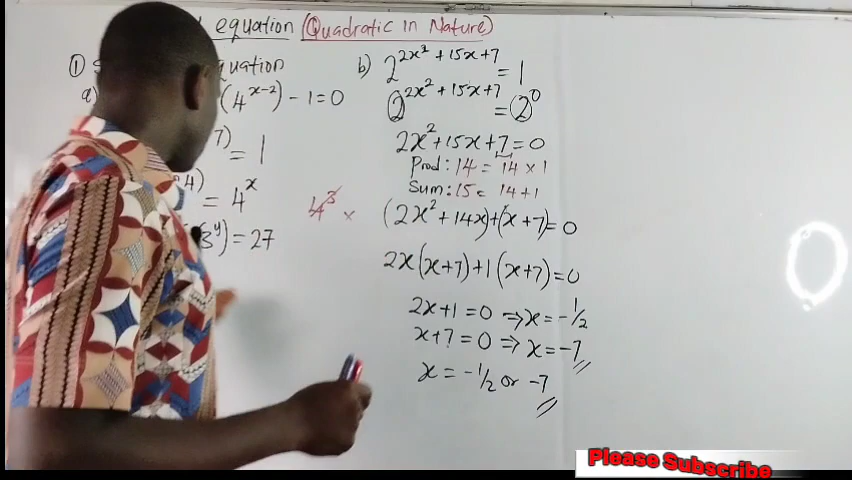 equation (Quadratic in Nature)
① equation
a) (4^(x-2)) - 1 = 0
7) = 1
4) = 4^x
3^y) = 27
4^3 ×
b) 2^(2x² + 15x + 7) = 1
2^(2x² + 15x + 7) = 2^0
2x² + 15x + 7 = 0
Prod: 14 = 14 × 1
Sum: 15 = 14 + 1
(2x² + 14x) + (x + 7) = 0
2x(x+7) + 1(x+7) = 0
2x + 1 = 0 ⇒ x = -1/2
x + 7 = 0 ⇒ x = -7
x = -1/2 or -7
Please Subscribe